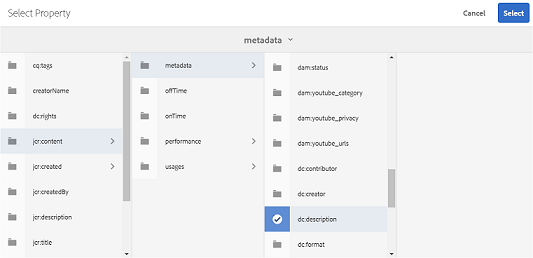 Select Property
Cancel
Select
metadata
cq:tags
creatorName
dc:rights
jcr:content
jcr:created
jcr:createdBy
jcr:description
jcr:title
metadata
offTime
onTime
performance
usages
dam:status
dam:youtube_category
dam:youtube_privacy
dam:youtube_urls
dc:contributor
dc:creator
dc:description
dc:format